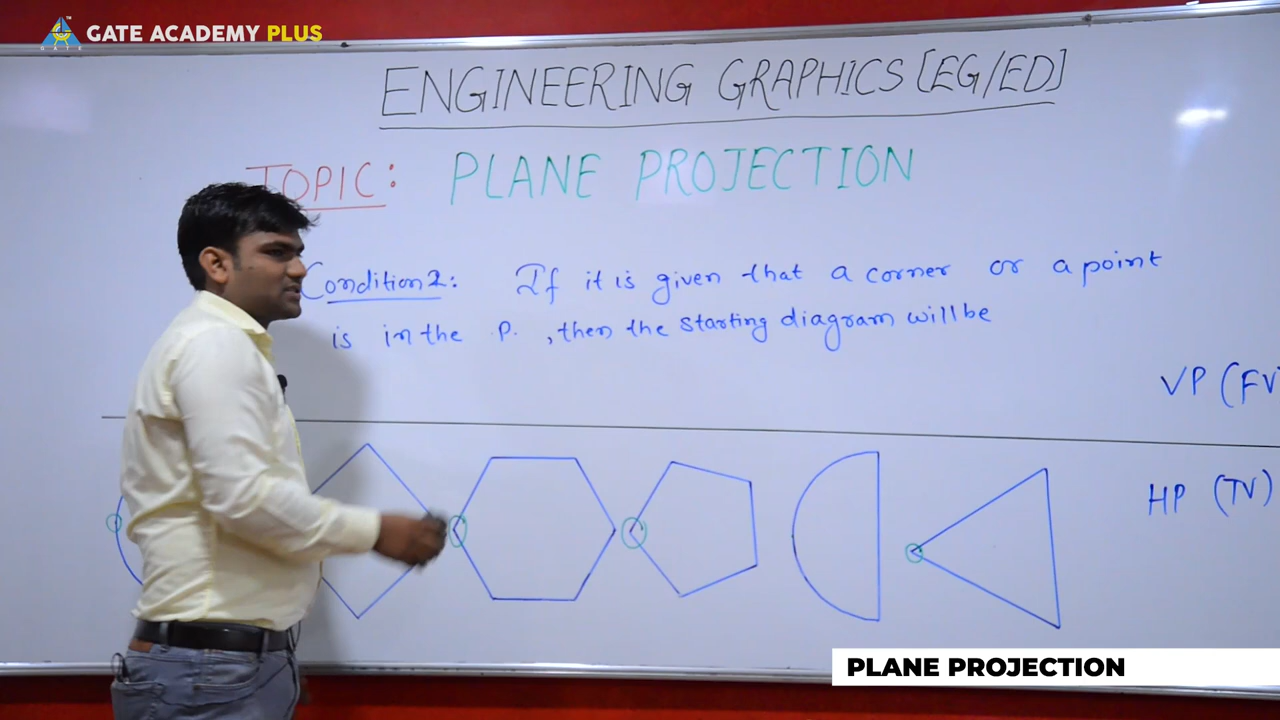 GATE ACADEMY PLUS
GATE
ENGINEERING GRAPHICS [EG/ED]
TOPIC: PLANE PROJECTION
Condition 2: If it is given that a corner or a point
is in the .P. , then the starting diagram will be
VP (FV)
HP (TV)
PLANE PROJECTION